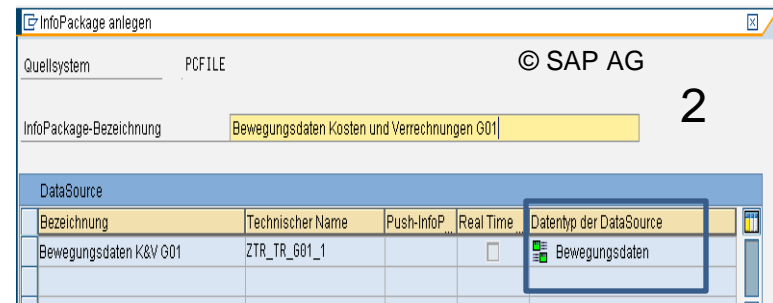 InfoPackage anlegen
Quellsystem PCFILE © SAP AG
2
InfoPackage-Bezeichnung Bewegungsdaten Kosten und Verrechnungen G01
DataSource
Bezeichnung Technischer Name Push-InfoP... Real Time ... Datentyp der DataSource
Bewegungsdaten K&V G01 ZTR_TR_G01_1 Bewegungsdaten